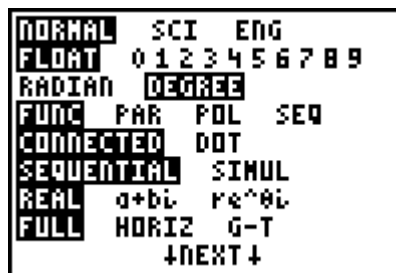 NORMAL SCI ENG
FLOAT 0 1 2 3 4 5 6 7 8 9
RADIAN DEGREE
FUNC PAR POL SEQ
CONNECTED DOT
SEQUENTIAL SIMUL
REAL a+bi re^θi
FULL HORIZ G-T
↓NEXT↓